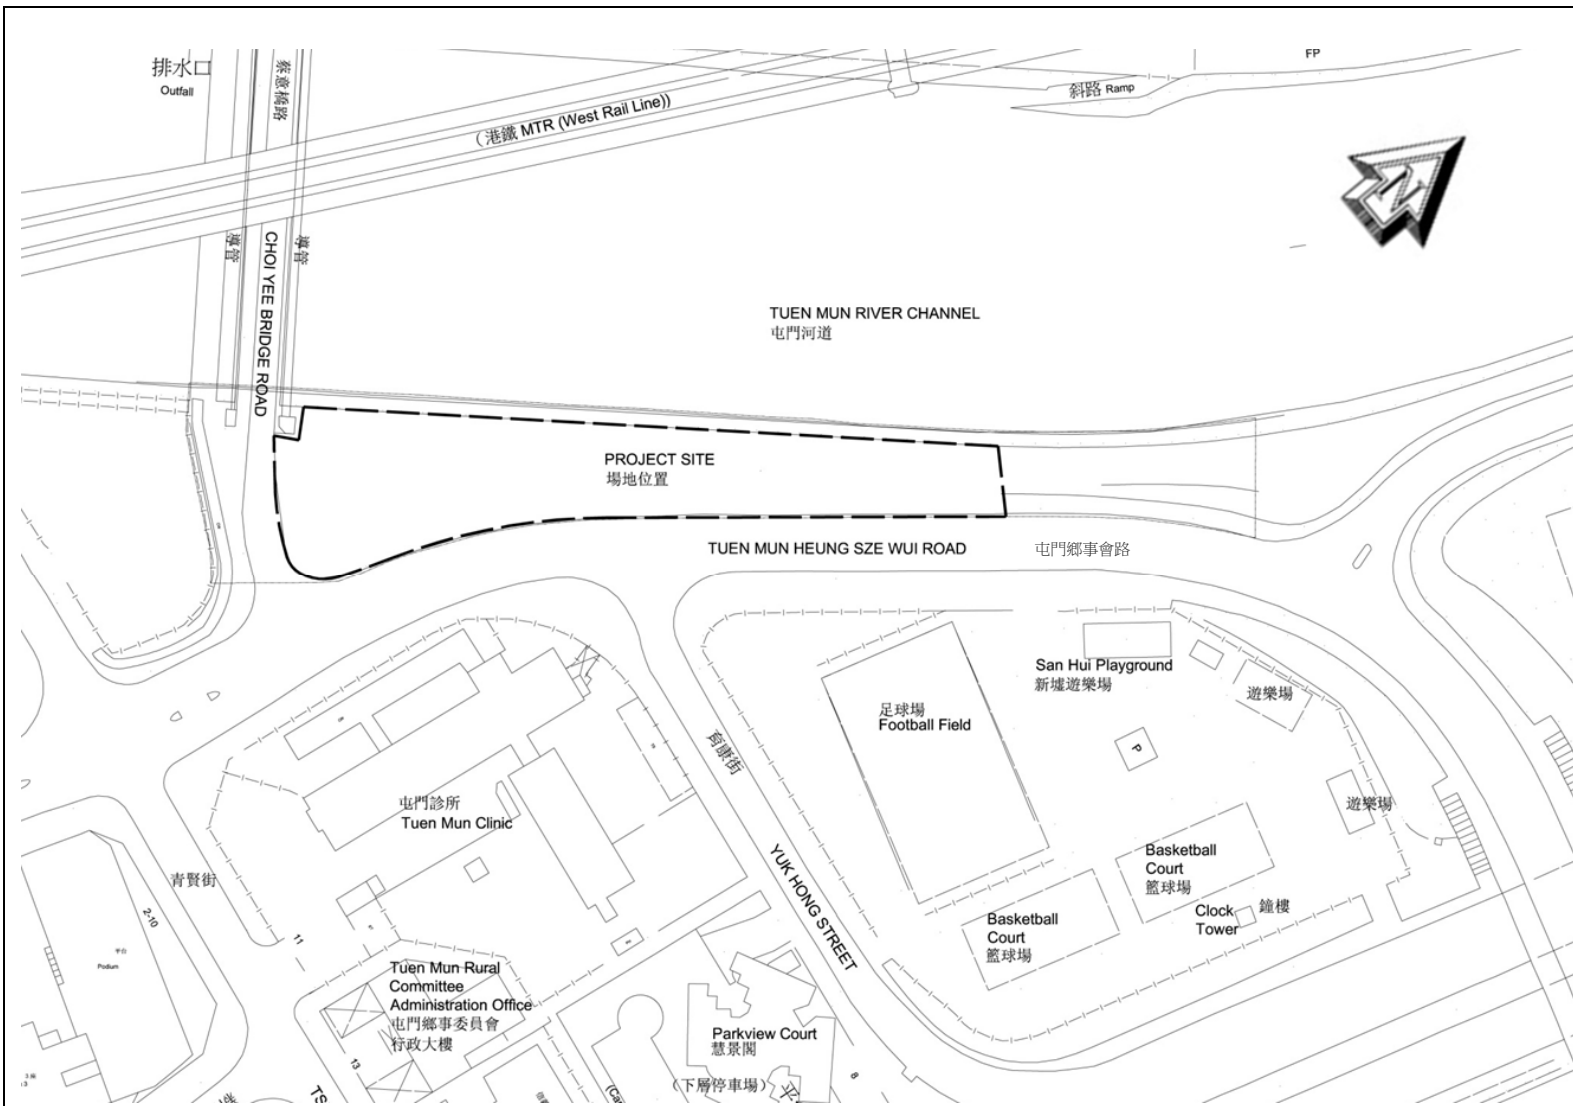 排水口
Outfall
蔡意橋路
(港鐵 MTR (West Rail Line))
斜路 Ramp
FP
N
導管
導管
CHOI YEE BRIDGE ROAD
TUEN MUN RIVER CHANNEL
屯門河道
PROJECT SITE
場地位置
TUEN MUN HEUNG SZE WUI ROAD 屯門鄉事會路
San Hui Playground
新墟遊樂場
遊樂場
足球場
Football Field
育康街
P
屯門診所
Tuen Mun Clinic
遊樂場
YUK HONG STREET
Basketball
Court
籃球場
青賢街
2-10
平台
Podium
11
Basketball
Court
籃球場
Clock
Tower
鐘樓
Tuen Mun Rural
Committee
Administration Office
屯門鄉事委員會
行政大樓
13
Parkview Court
慧景閣
(下層停車場)
平
8
TS
(Ca